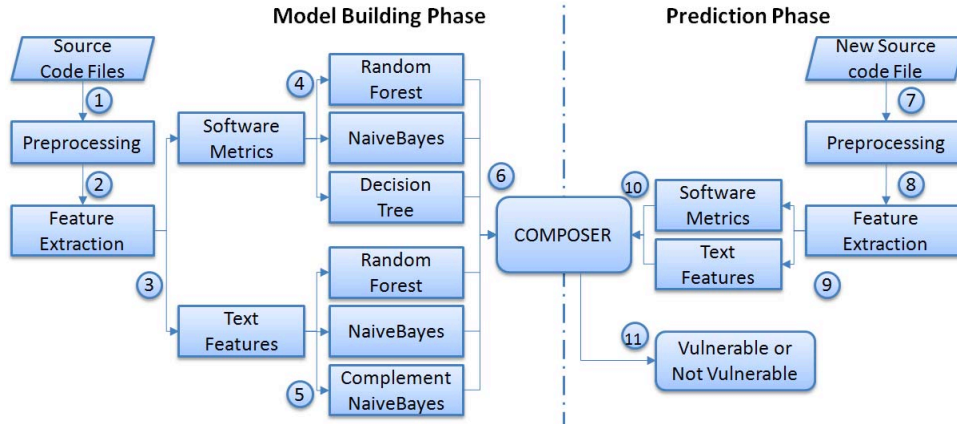 Model Building Phase
Prediction Phase
Source
Code Files
1
Preprocessing
2
Feature
Extraction
3
Software
Metrics
Text
Features
4
Random
Forest
NaiveBayes
Decision
Tree
Random
Forest
NaiveBayes
5
Complement
NaiveBayes
6
COMPOSER
New Source
code File
7
Preprocessing
8
Feature
Extraction
9
10
Software
Metrics
Text
Features
11
Vulnerable or
Not Vulnerable